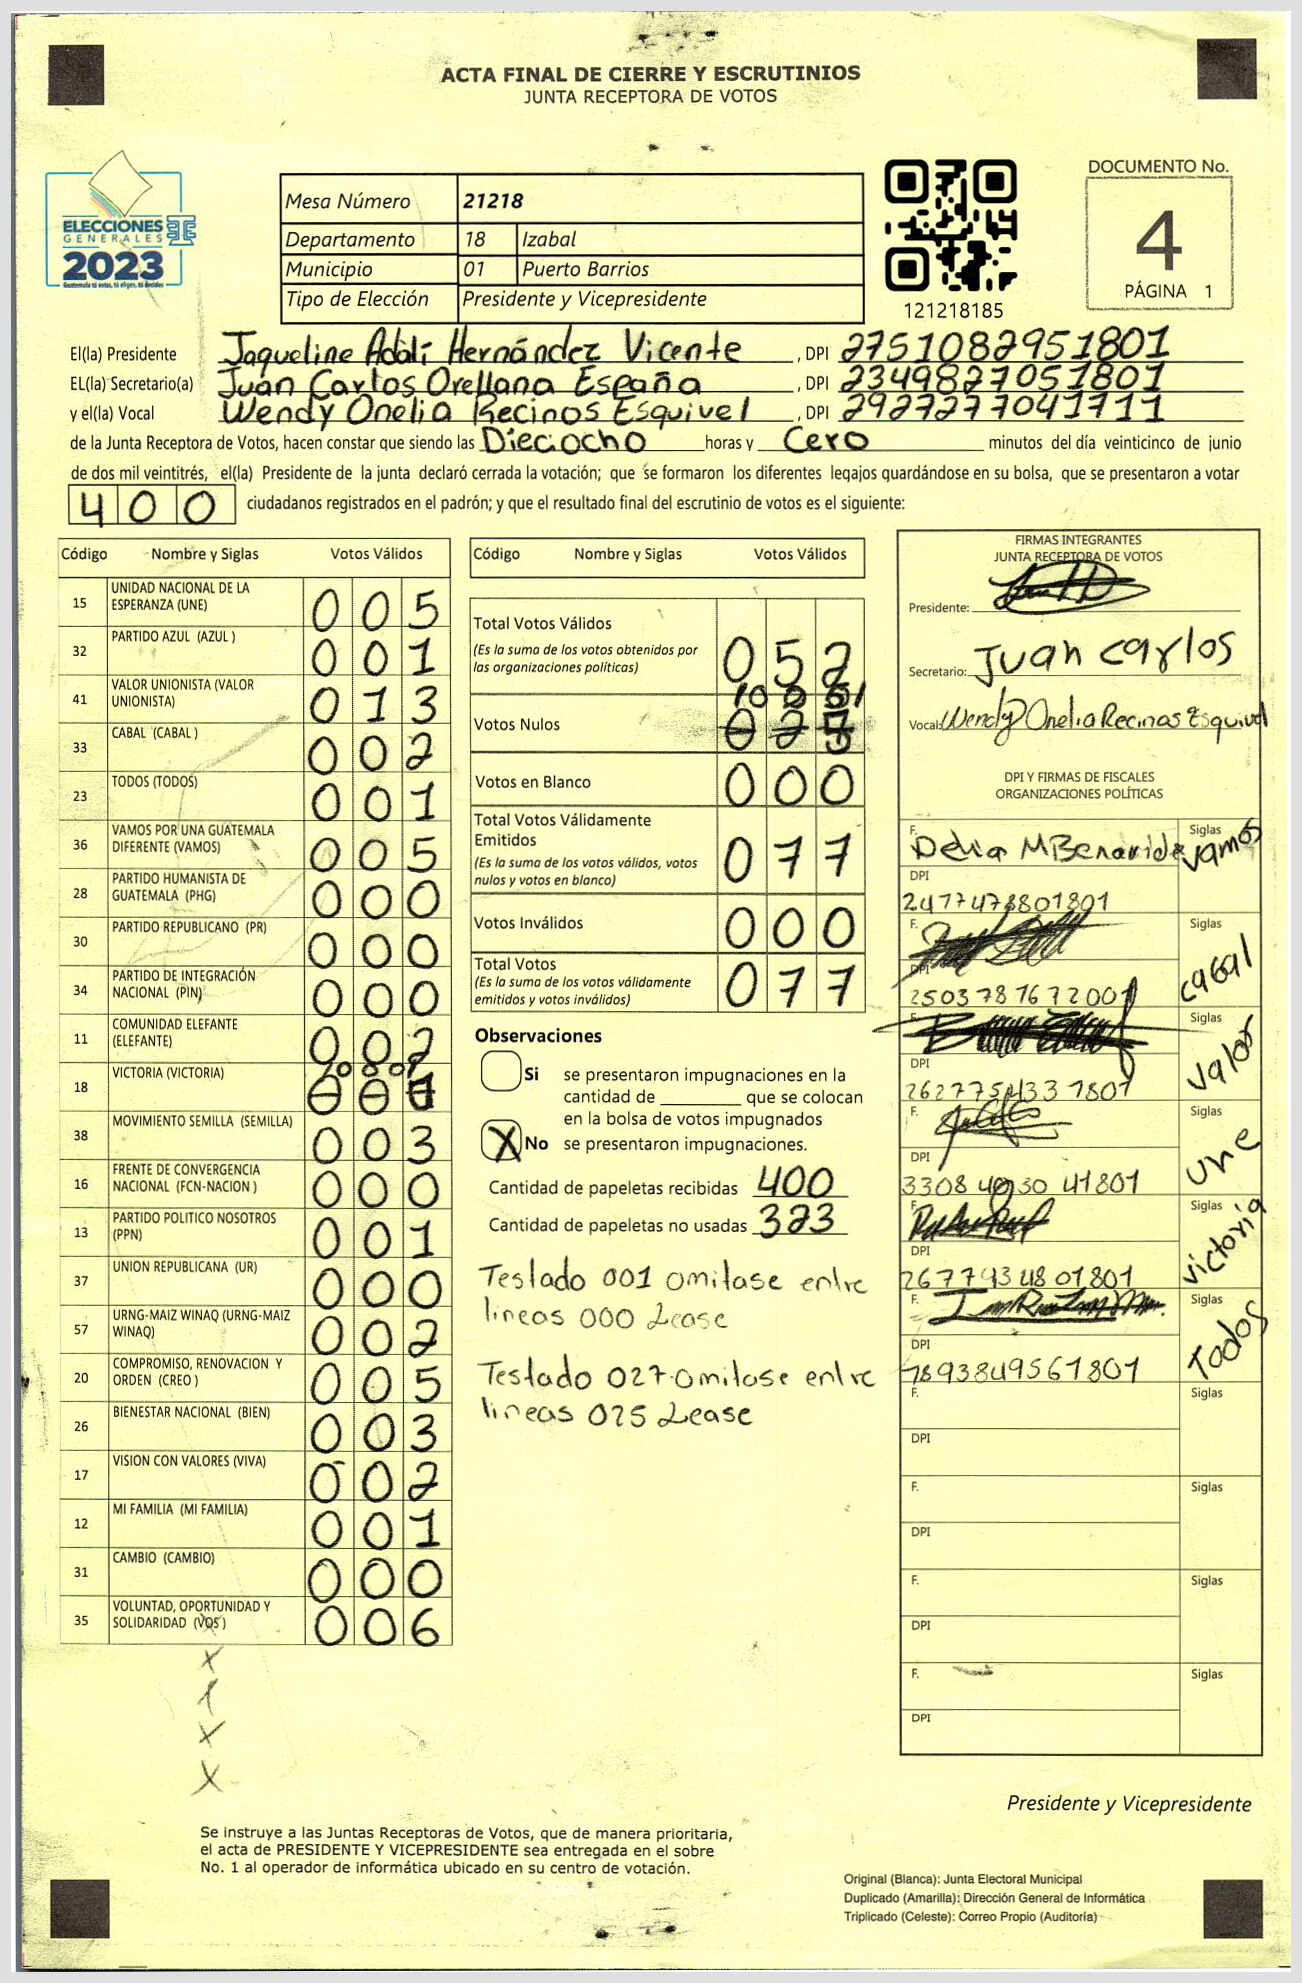 ACTA FINAL DE CIERRE Y ESCRUTINIOS
JUNTA RECEPTORA DE VOTOS
DOCUMENTO No.
4
PÁGINA 1
ELECCIONES
GENERALES
2023
Guatemala tú votas, tú eliges, tú decides
Mesa Número 21218
Departamento 18 Izabal
Municipio 01 Puerto Barrios
Tipo de Elección Presidente y Vicepresidente
121218185
El(la) Presidente Jaqueline Adalí Hernández Vicente , DPI 2751082951801
EL(la) Secretario(a) Juan Carlos Orellana España , DPI 2349827051801
y el(la) Vocal Wendy Onelia Recinos Esquivel , DPI 2927277041711
de la Junta Receptora de Votos, hacen constar que siendo las Dieciocho horas y Cero minutos del día veinticinco de junio
de dos mil veintitrés, el(la) Presidente de la junta declaró cerrada la votación; que se formaron los diferentes legajos guardándose en su bolsa, que se presentaron a votar
400 ciudadanos registrados en el padrón; y que el resultado final del escrutinio de votos es el siguiente:
Código Nombre y Siglas Votos Válidos
15 UNIDAD NACIONAL DE LA ESPERANZA (UNE) 005
32 PARTIDO AZUL (AZUL ) 001
41 VALOR UNIONISTA (VALOR UNIONISTA) 013
33 CABAL (CABAL ) 002
23 TODOS (TODOS) 001
36 VAMOS POR UNA GUATEMALA DIFERENTE (VAMOS) 005
28 PARTIDO HUMANISTA DE GUATEMALA (PHG) 000
30 PARTIDO REPUBLICANO (PR) 000
34 PARTIDO DE INTEGRACIÓN NACIONAL (PIN) 000
11 COMUNIDAD ELEFANTE (ELEFANTE) 002
18 VICTORIA (VICTORIA)
38 MOVIMIENTO SEMILLA (SEMILLA) 003
16 FRENTE DE CONVERGENCIA NACIONAL (FCN-NACION ) 000
13 PARTIDO POLITICO NOSOTROS (PPN) 001
37 UNION REPUBLICANA (UR) 000
57 URNG-MAIZ WINAQ (URNG-MAIZ WINAQ) 002
20 COMPROMISO, RENOVACION Y ORDEN (CREO ) 005
26 BIENESTAR NACIONAL (BIEN) 003
17 VISION CON VALORES (VIVA) 002
12 MI FAMILIA (MI FAMILIA) 001
31 CAMBIO (CAMBIO) 000
35 VOLUNTAD, OPORTUNIDAD Y SOLIDARIDAD (VOS ) 006
Código Nombre y Siglas Votos Válidos
Total Votos Válidos
(Es la suma de los votos obtenidos por
las organizaciones políticas) 052
Votos Nulos
Votos en Blanco 000
Total Votos Válidamente
Emitidos
(Es la suma de los votos válidos, votos
nulos y votos en blanco) 077
Votos Inválidos 000
Total Votos
(Es la suma de los votos válidamente
emitidos y votos inválidos) 077
Observaciones
Si se presentaron impugnaciones en la
cantidad de ________ que se colocan
en la bolsa de votos impugnados
X No se presentaron impugnaciones.
Cantidad de papeletas recibidas 400
Cantidad de papeletas no usadas 323
Testado 001 Omitase entre
lineas 000 Lease
Testado 027 Omitase entre
lineas 025 Lease
FIRMAS INTEGRANTES
JUNTA RECEPTORA DE VOTOS
Presidente:
Secretario: Juan Carlos
Vocal: Wendy Onelia Recinos Esquivel
DPI Y FIRMAS DE FISCALES
ORGANIZACIONES POLÍTICAS
F. Siglas Vamos
DPI
2477478801801
F. Siglas cabal
DPI
2503787672001
F. Siglas Valor
DPI
F. Siglas une
DPI
F. Siglas victoria
DPI
2677934801801
F. Siglas Todos
DPI
F. Siglas
DPI
F. Siglas
DPI
F. Siglas
DPI
F. Siglas
DPI
Presidente y Vicepresidente
Se instruye a las Juntas Receptoras de Votos, que de manera prioritaria,
el acta de PRESIDENTE Y VICEPRESIDENTE sea entregada en el sobre
No. 1 al operador de informática ubicado en su centro de votación.
Original (Blanca): Junta Electoral Municipal
Duplicado (Amarilla): Dirección General de Informática
Triplicado (Celeste): Correo Propio (Auditoría)